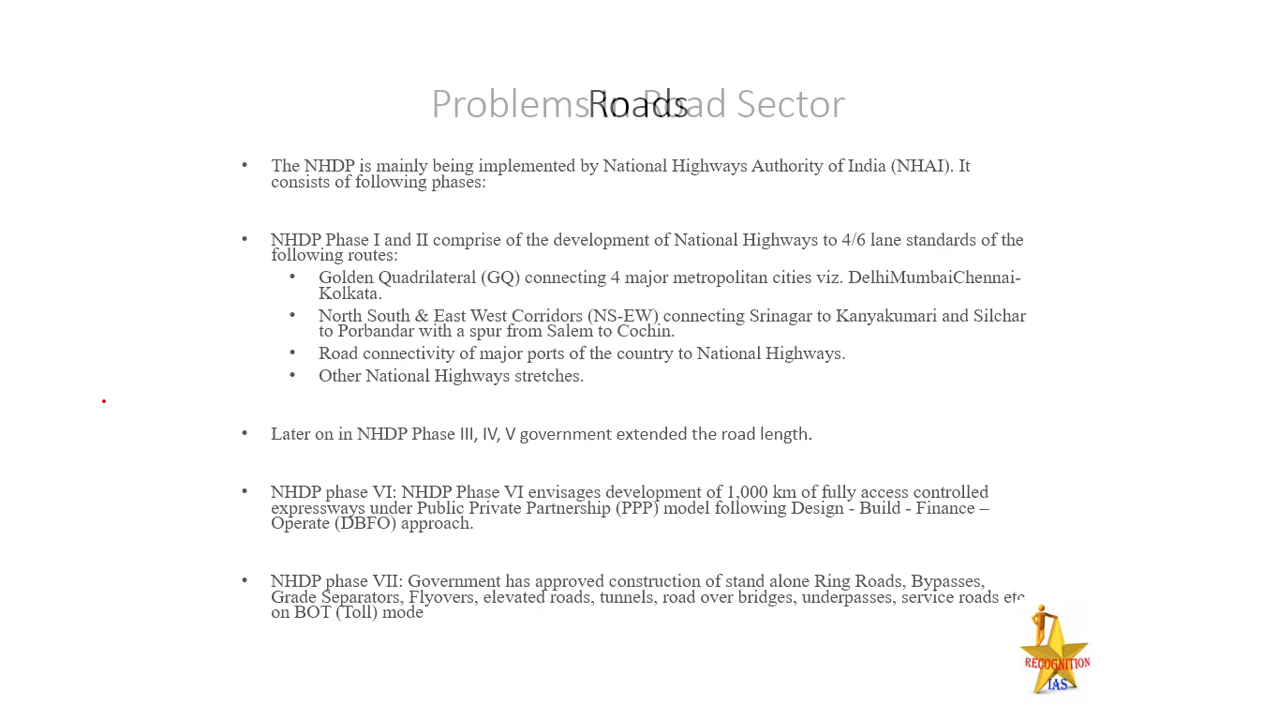 Problems in Road Sector
Roads
• The NHDP is mainly being implemented by National Highways Authority of India (NHAI). It
consists of following phases:
• NHDP Phase I and II comprise of the development of National Highways to 4/6 lane standards of the
following routes:
• Golden Quadrilateral (GQ) connecting 4 major metropolitan cities viz. DelhiMumbaiChennai-
Kolkata.
• North South & East West Corridors (NS-EW) connecting Srinagar to Kanyakumari and Silchar
to Porbandar with a spur from Salem to Cochin.
• Road connectivity of major ports of the country to National Highways.
• Other National Highways stretches.
• Later on in NHDP Phase III, IV, V government extended the road length.
• NHDP phase VI: NHDP Phase VI envisages development of 1,000 km of fully access controlled
expressways under Public Private Partnership (PPP) model following Design - Build - Finance –
Operate (DBFO) approach.
• NHDP phase VII: Government has approved construction of stand alone Ring Roads, Bypasses,
Grade Separators, Flyovers, elevated roads, tunnels, road over bridges, underpasses, service roads etc
on BOT (Toll) mode
RECOGNITION
IAS